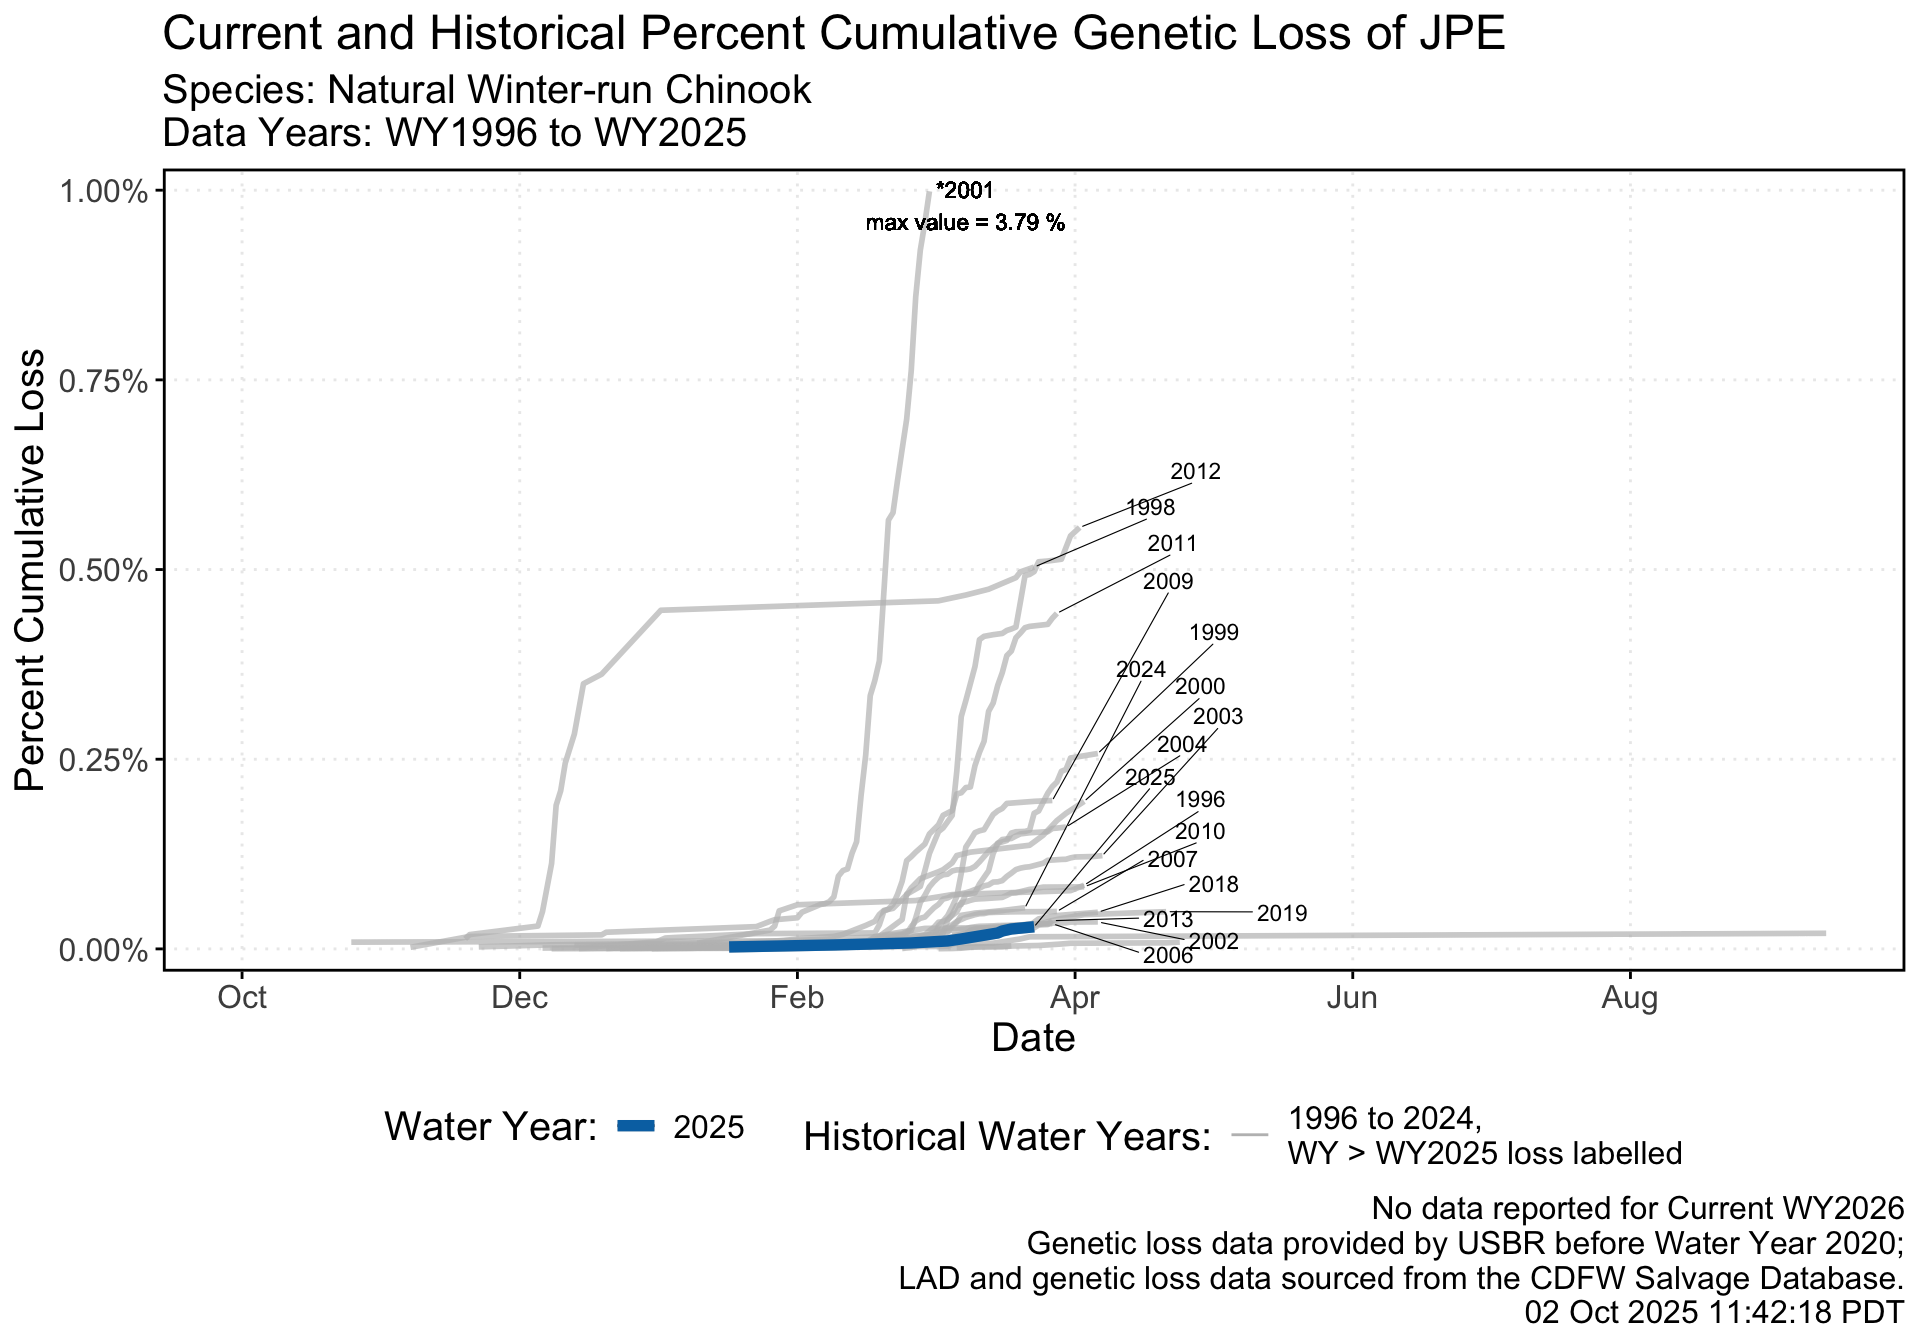 Current and Historical Percent Cumulative Genetic Loss of JPE
Species: Natural Winter-run Chinook
Data Years: WY1996 to WY2025
Percent Cumulative Loss
1.00%
0.75%
0.50%
0.25%
0.00%
*2001
max value = 3.79 %
2012
1998
2011
2009
1999
2024
2000
2003
2004
2025
1996
2010
2007
2018
2019
2013
2002
2006
Oct
Dec
Feb
Apr
Jun
Aug
Date
Water Year:
2025
Historical Water Years:
1996 to 2024,
WY > WY2025 loss labelled
No data reported for Current WY2026
Genetic loss data provided by USBR before Water Year 2020;
LAD and genetic loss data sourced from the CDFW Salvage Database.
02 Oct 2025 11:42:18 PDT